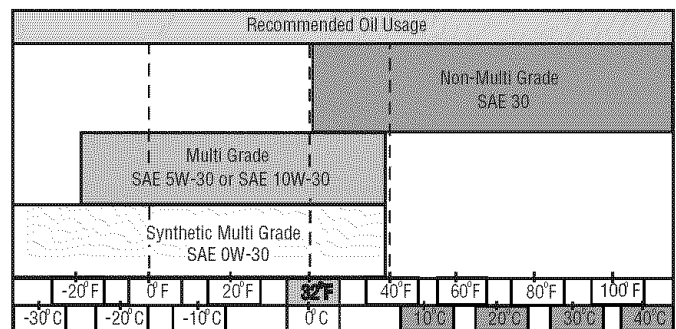 Recommended Oil Usage
Non-Multi Grade
SAE 30
Multi Grade
SAE 5W-30 or SAE 10W-30
Synthetic Multi Grade
SAE 0W-30
-20°F 0°F 20°F 32°F 40°F 60°F 80°F 100°F
-30°C -20°C -10°C 0°C 10°C 20°C 30°C 40°C